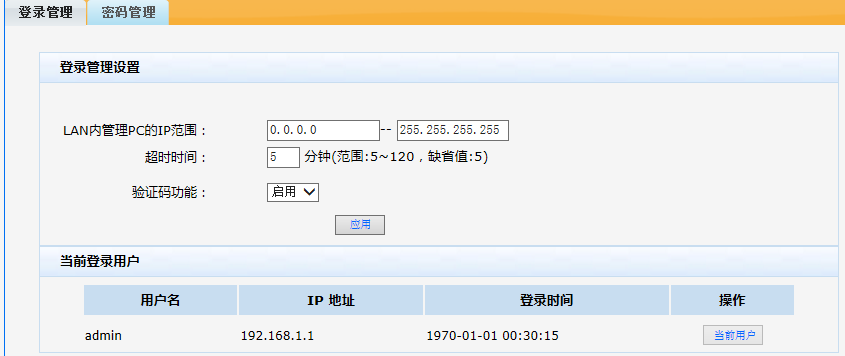 登录管理 密码管理
登录管理设置
LAN内管理PC的IP范围： 0.0.0.0 -- 255.255.255.255
超时时间： 5 分钟(范围:5~120，缺省值:5)
验证码功能： 启用
应用
当前登录用户
用户名 IP 地址 登录时间 操作
admin 192.168.1.1 1970-01-01 00:30:15 当前用户